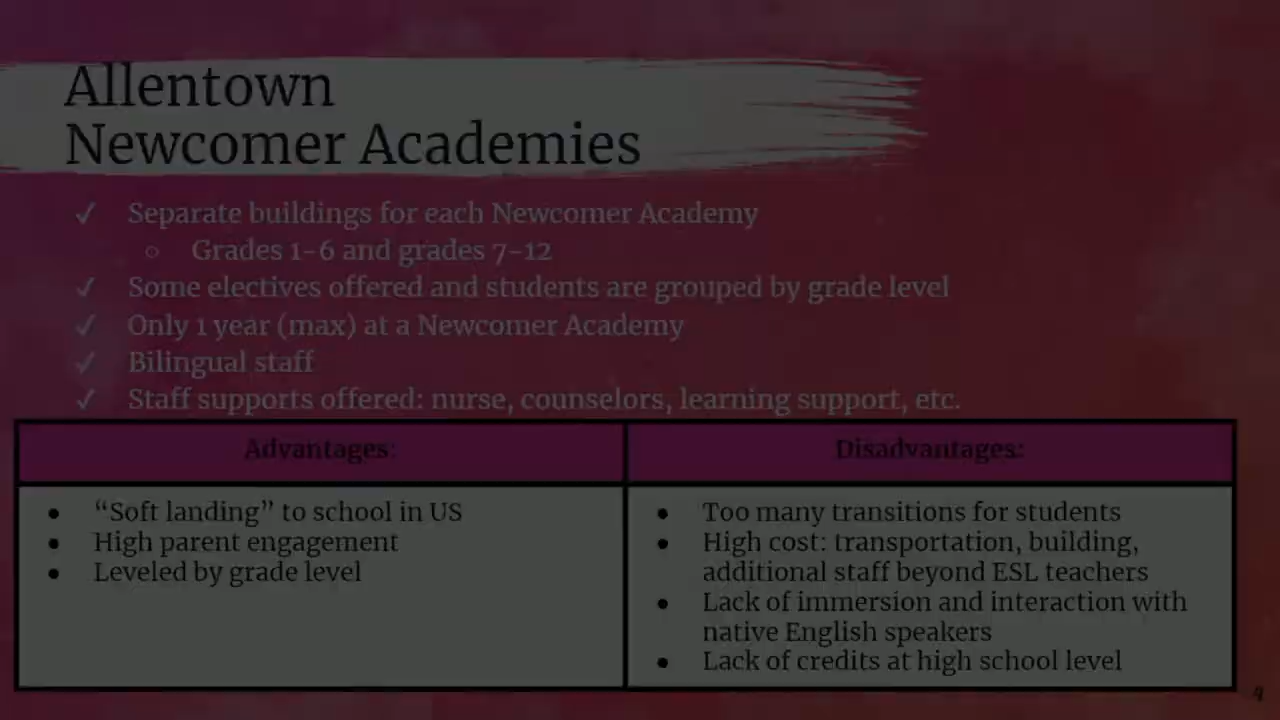 Allentown
Newcomer Academies
✓ Separate buildings for each Newcomer Academy
○ Grades 1-6 and grades 7-12
✓ Some electives offered and students are grouped by grade level
✓ Only 1 year (max) at a Newcomer Academy
✓ Bilingual staff
✓ Staff supports offered: nurse, counselors, learning support, etc.
Advantages:
● “Soft landing” to school in US
● High parent engagement
● Leveled by grade level
Disadvantages:
● Too many transitions for students
● High cost: transportation, building,
additional staff beyond ESL teachers
● Lack of immersion and interaction with
native English speakers
● Lack of credits at high school level